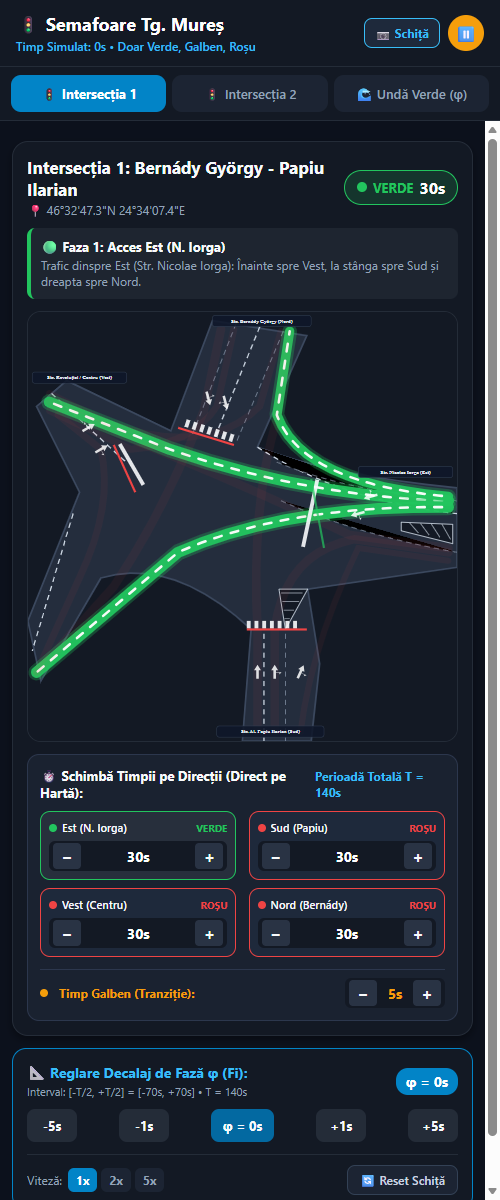 Semafoare Tg. Mureș
Timp Simulat: 0s • Doar Verde, Galben, Roșu
Schiță
Intersecția 1
Intersecția 2
Undă Verde (φ)
Intersecția 1: Bernády György - Papiu
Ilarian
46°32'47.3"N 24°34'07.4"E
VERDE 30s
Faza 1: Acces Est (N. Iorga)
Trafic dinspre Est (Str. Nicolae Iorga): Înainte spre Vest, la stânga spre Sud și
dreapta spre Nord.
Str. Bernády György (Nord)
Str. Revoluției / Centru (Vest)
Str. Nicolae Iorga (Est)
Str. Al. Papiu Ilarian (Sud)
Schimbă Timpii pe Direcții (Direct pe
Hartă):
Perioadă Totală T =
140s
Est (N. Iorga) VERDE
− 30s +
Sud (Papiu) ROȘU
− 30s +
Vest (Centru) ROȘU
− 30s +
Nord (Bernády) ROȘU
− 30s +
Timp Galben (Tranziție): − 5s +
Reglare Decalaj de Fază φ (Fi):
Interval: [-T/2, +T/2] = [-70s, +70s] • T = 140s
φ = 0s
-5s -1s φ = 0s +1s +5s
Viteză: 1x 2x 5x
Reset Schiță